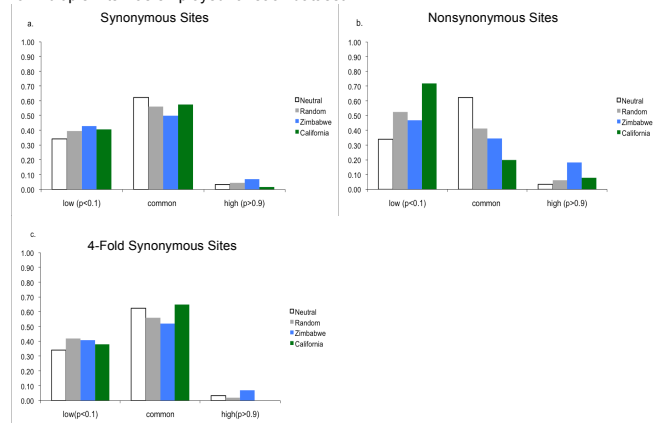 Synonymous Sites
a.
1.00
0.90
0.80
0.70
0.60
0.50
0.40
0.30
0.20
0.10
0.00
low (p<0.1) common high (p>0.9)
Neutral
Random
Zimbabwe
California
Nonsynonymous Sites
b.
1.00
0.90
0.80
0.70
0.60
0.50
0.40
0.30
0.20
0.10
0.00
low (p<0.1) common high (p>0.9)
Neutral
Random
Zimbabwe
California
c.
4-Fold Synonymous Sites
1.00
0.90
0.80
0.70
0.60
0.50
0.40
0.30
0.20
0.10
0.00
low(p<0.1) common high(p>0.9)
Neutral
Random
Zimbabwe
California